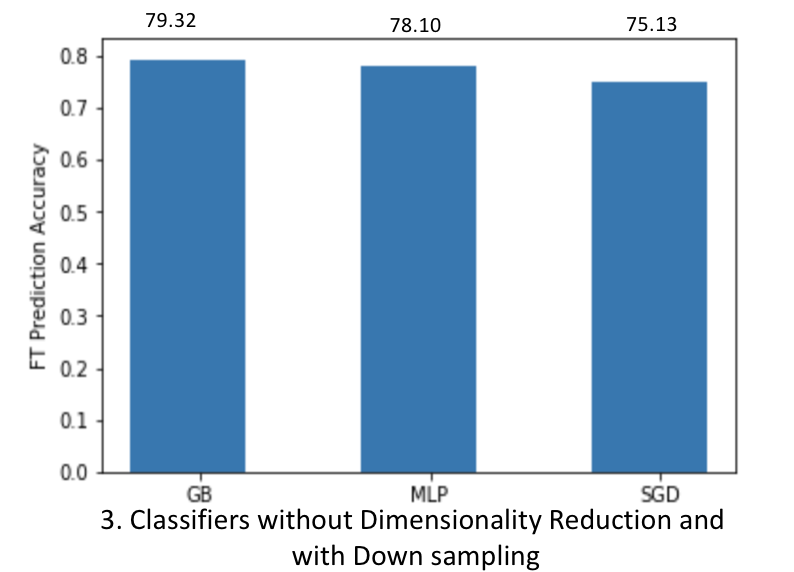 79.32
78.10
75.13
0.8
0.7
0.6
0.5
0.4
0.3
0.2
0.1
0.0
FT Prediction Accuracy
GB
MLP
SGD
3. Classifiers without Dimensionality Reduction and
with Down sampling